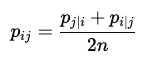 p_{ij} = \frac{p_{j|i} + p_{i|j}}{2n}